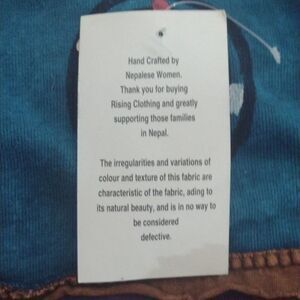 Hand Crafted by
Nepalese Women.
Thank you for buying
Rising Clothing and greatly
supporting those families
in Nepal.
The irregularities and variations of
colour and texture of this fabric are
characteristic of the fabric, ading to
its natural beauty, and is in no way to
be considered
defective.